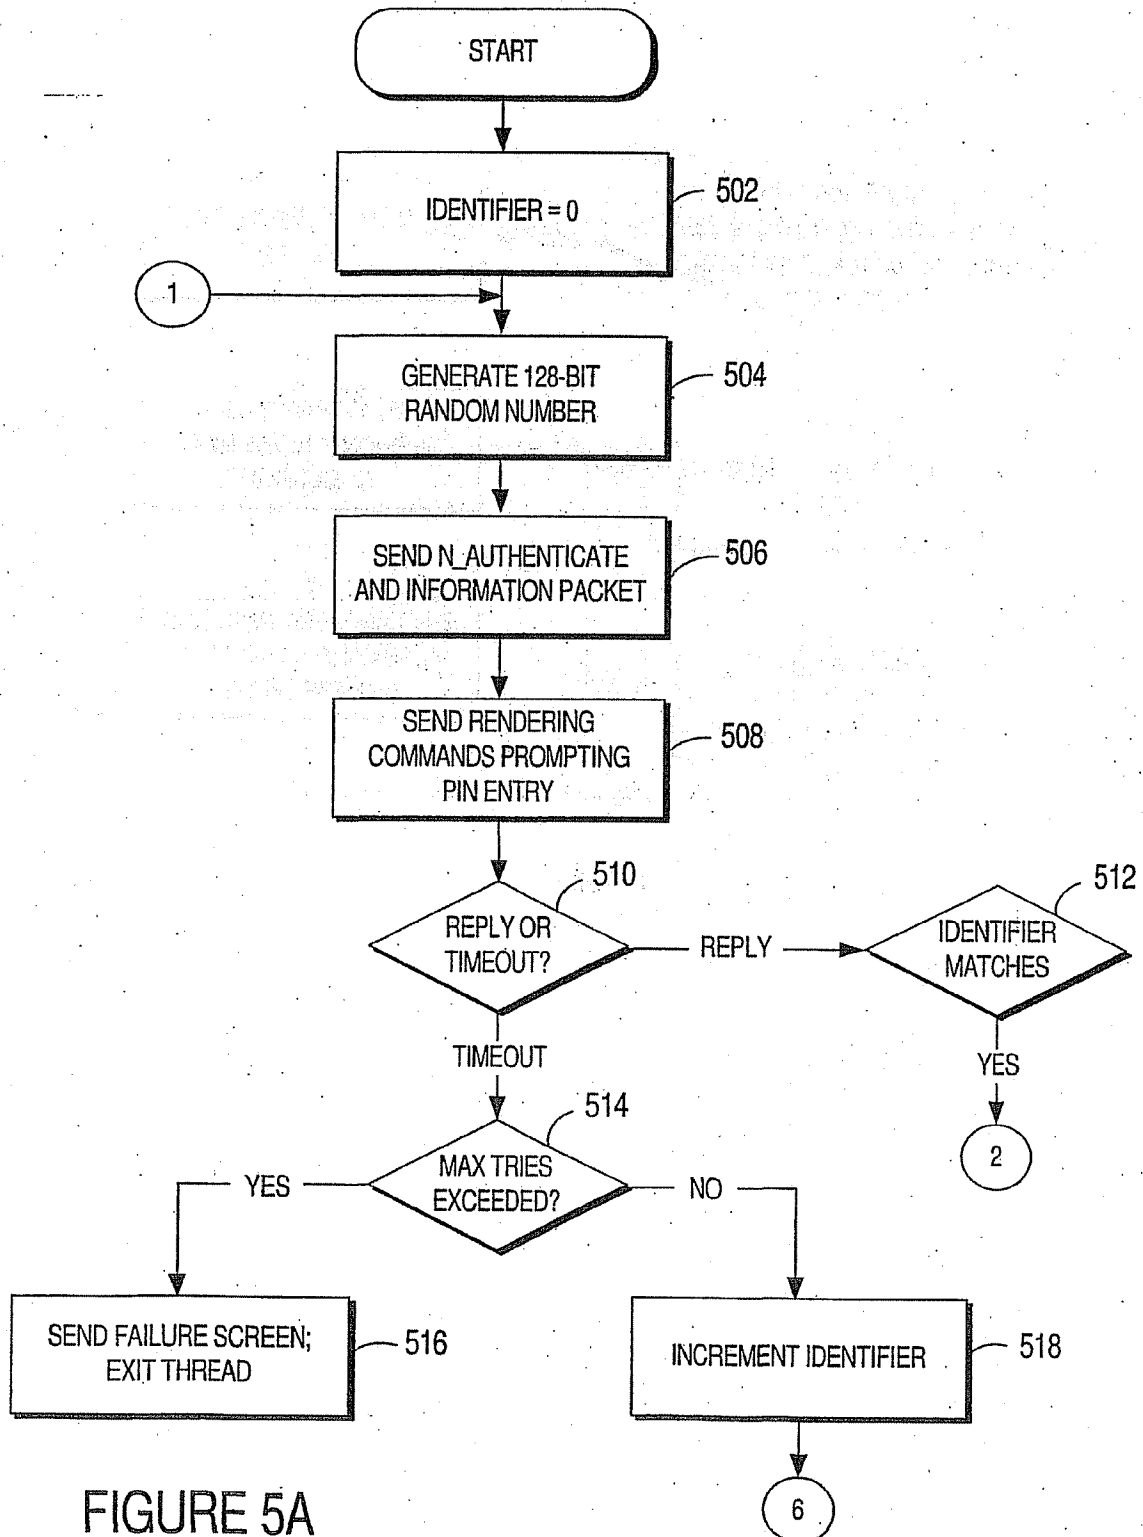 START
IDENTIFIER = 0
502
1
GENERATE 128-BIT
RANDOM NUMBER
504
SEND N_AUTHENTICATE
AND INFORMATION PACKET
506
SEND RENDERING
COMMANDS PROMPTING
PIN ENTRY
508
REPLY OR
TIMEOUT?
510
REPLY
IDENTIFIER
MATCHES
512
TIMEOUT
YES
2
MAX TRIES
EXCEEDED?
514
YES
NO
SEND FAILURE SCREEN;
EXIT THREAD
516
INCREMENT IDENTIFIER
518
6
FIGURE 5A